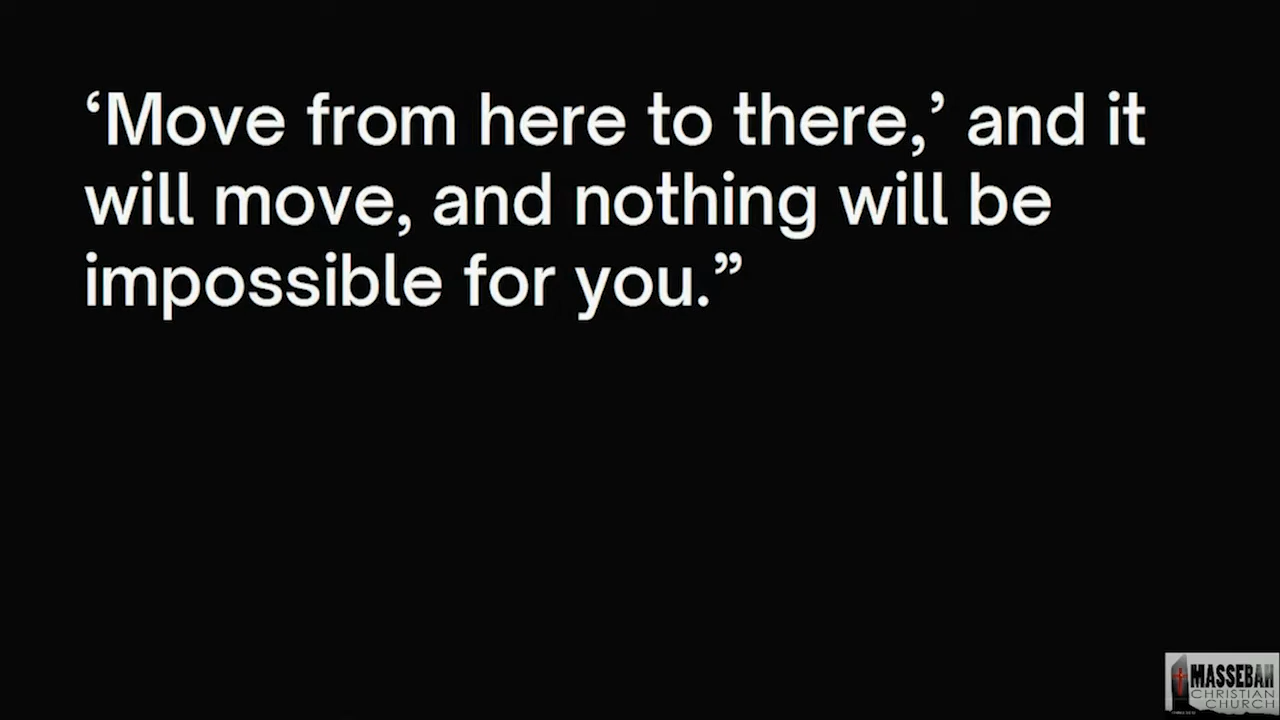 ‘Move from here to there,’ and it
will move, and nothing will be
impossible for you.”
MASSEBAH
CHRISTIAN
CHURCH